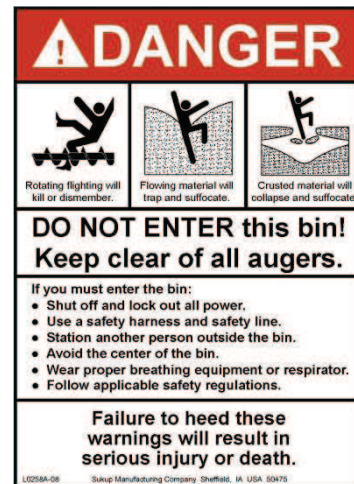 DANGER
Rotating flighting will
kill or dismember.
Flowing material will
trap and suffocate.
Crusted material will
collapse and suffocate.
DO NOT ENTER this bin!
Keep clear of all augers.
If you must enter the bin:
• Shut off and lock out all power.
• Use a safety harness and safety line.
• Station another person outside the bin.
• Avoid the center of the bin.
• Wear proper breathing equipment or respirator.
• Follow applicable safety regulations.
Failure to heed these
warnings will result in
serious injury or death.
L0258A-08 Sukup Manufacturing Company Sheffield, IA USA 50475